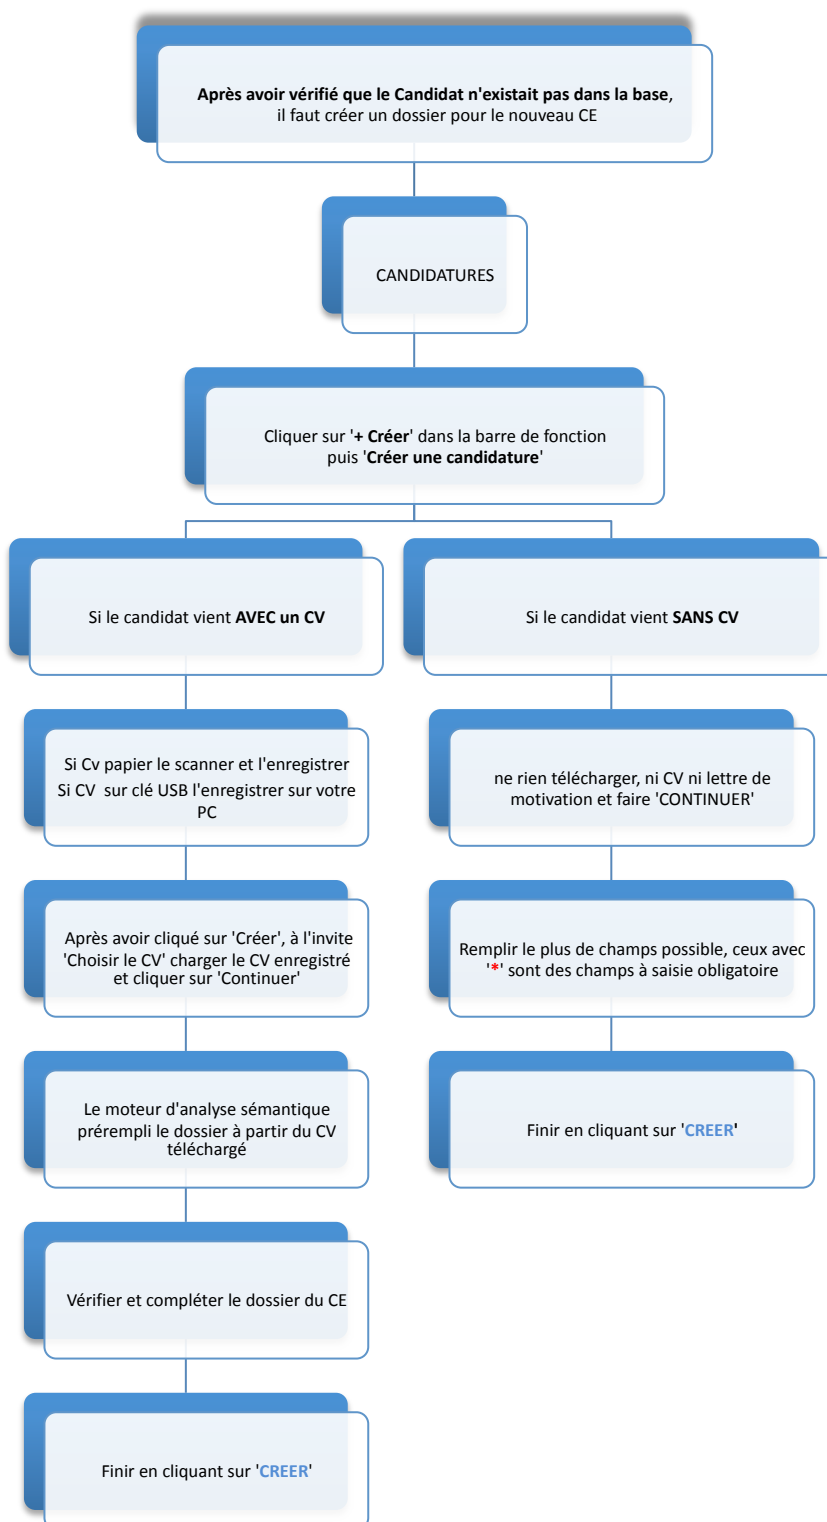 Après avoir vérifié que le Candidat n'existait pas dans la base,
il faut créer un dossier pour le nouveau CE
CANDIDATURES
Cliquer sur '+ Créer' dans la barre de fonction
puis 'Créer une candidature'
Si le candidat vient AVEC un CV
Si Cv papier le scanner et l'enregistrer
Si CV sur clé USB l'enregistrer sur votre
PC
Après avoir cliqué sur 'Créer', à l'invite
'Choisir le CV' charger le CV enregistré
et cliquer sur 'Continuer'
Le moteur d'analyse sémantique
prérempli le dossier à partir du CV
téléchargé
Vérifier et compléter le dossier du CE
Finir en cliquant sur 'CREER'
Si le candidat vient SANS CV
ne rien télécharger, ni CV ni lettre de
motivation et faire 'CONTINUER'
Remplir le plus de champs possible, ceux avec
'*' sont des champs à saisie obligatoire
Finir en cliquant sur 'CREER'